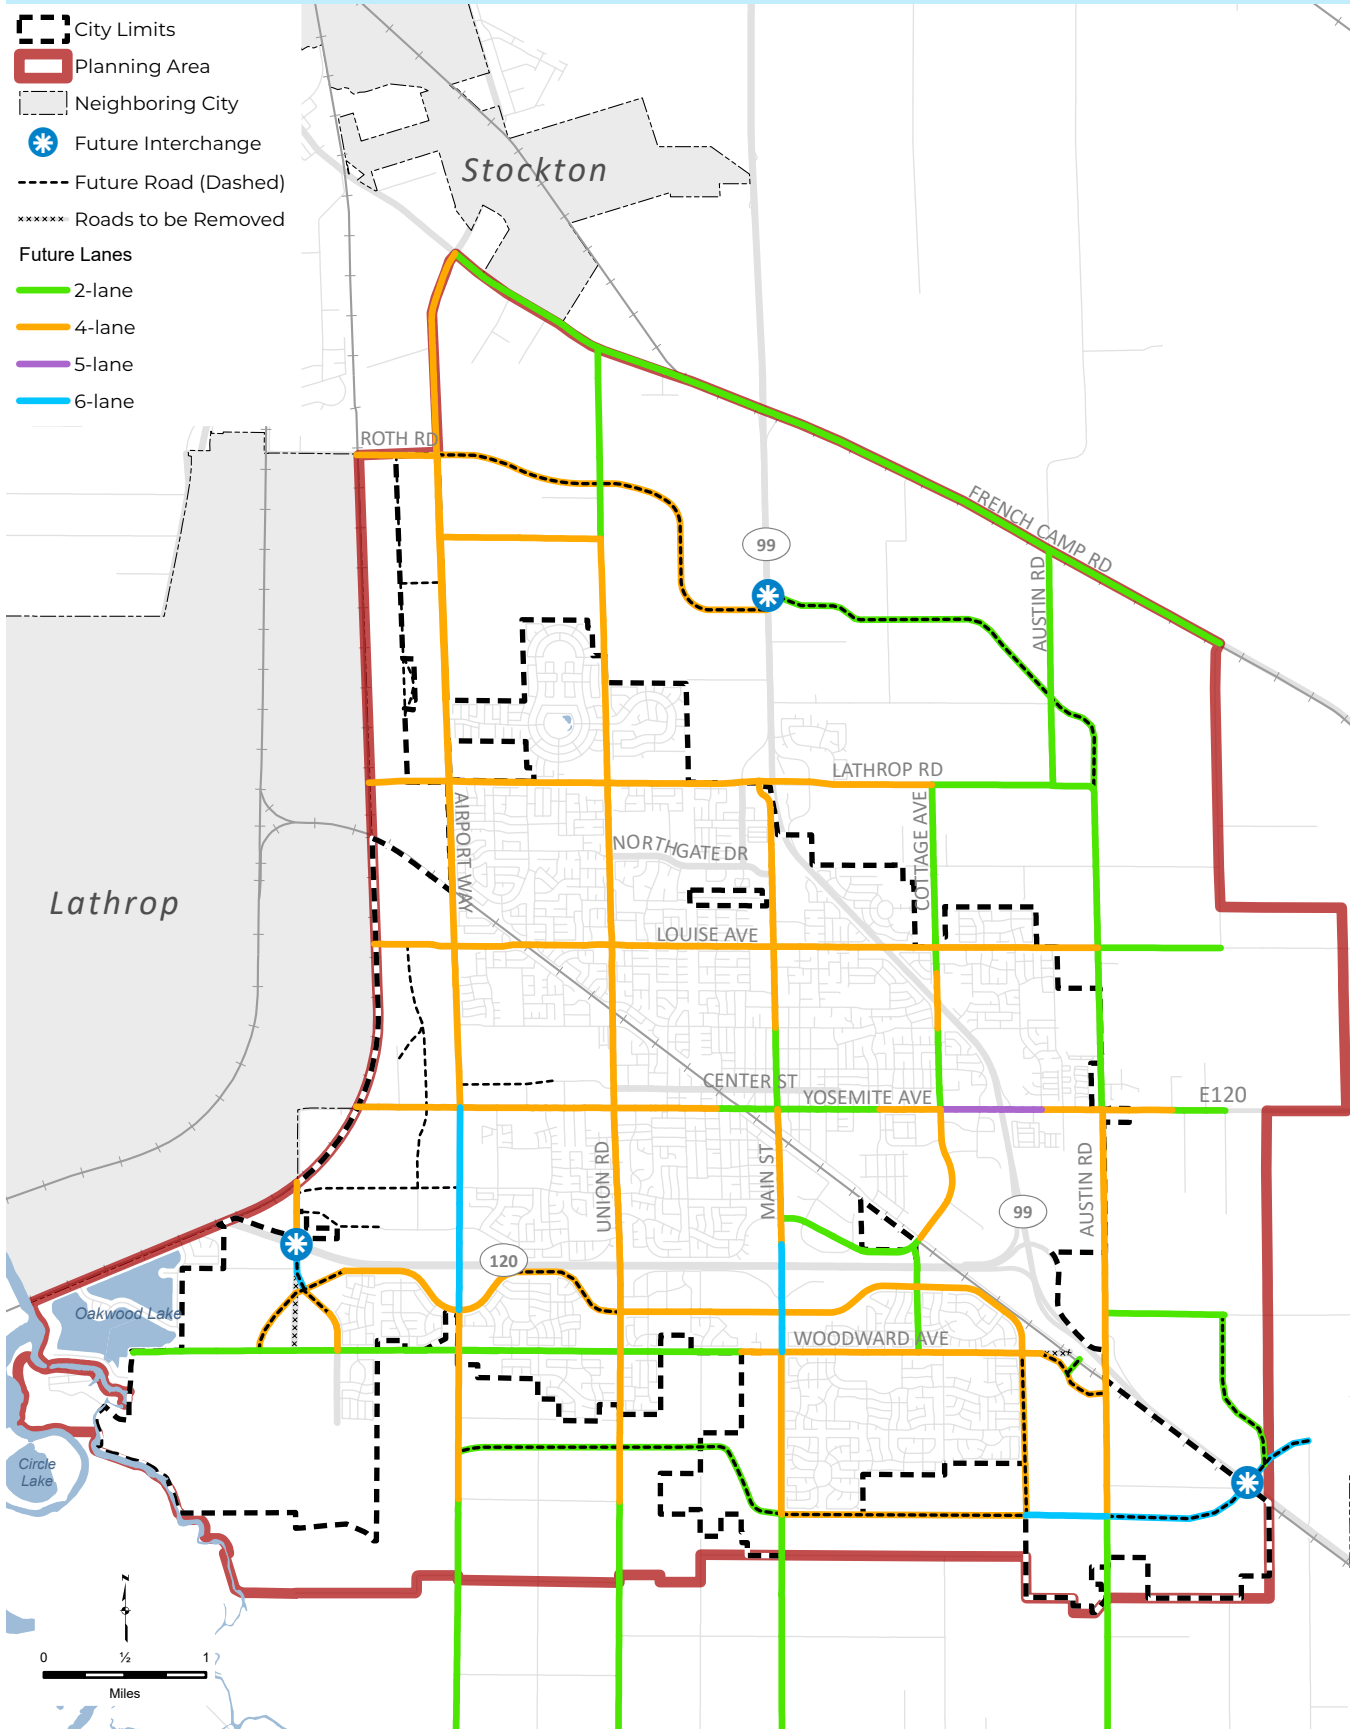 City Limits
Planning Area
Neighboring City
Future Interchange
Future Road (Dashed)
Roads to be Removed
Future Lanes
2-lane
4-lane
5-lane
6-lane
Stockton
ROTH RD
FRENCH CAMP RD
99
AUSTIN RD
LATHROP RD
AIRPORT WAY
COTTAGE AVE
NORTHGATE DR
Lathrop
LOUISE AVE
CENTER ST
YOSEMITE AVE
E120
UNION RD
MAIN ST
AUSTIN RD
99
120
Oakwood Lake
WOODWARD AVE
Circle
Lake
N
0 ½ 1
Miles